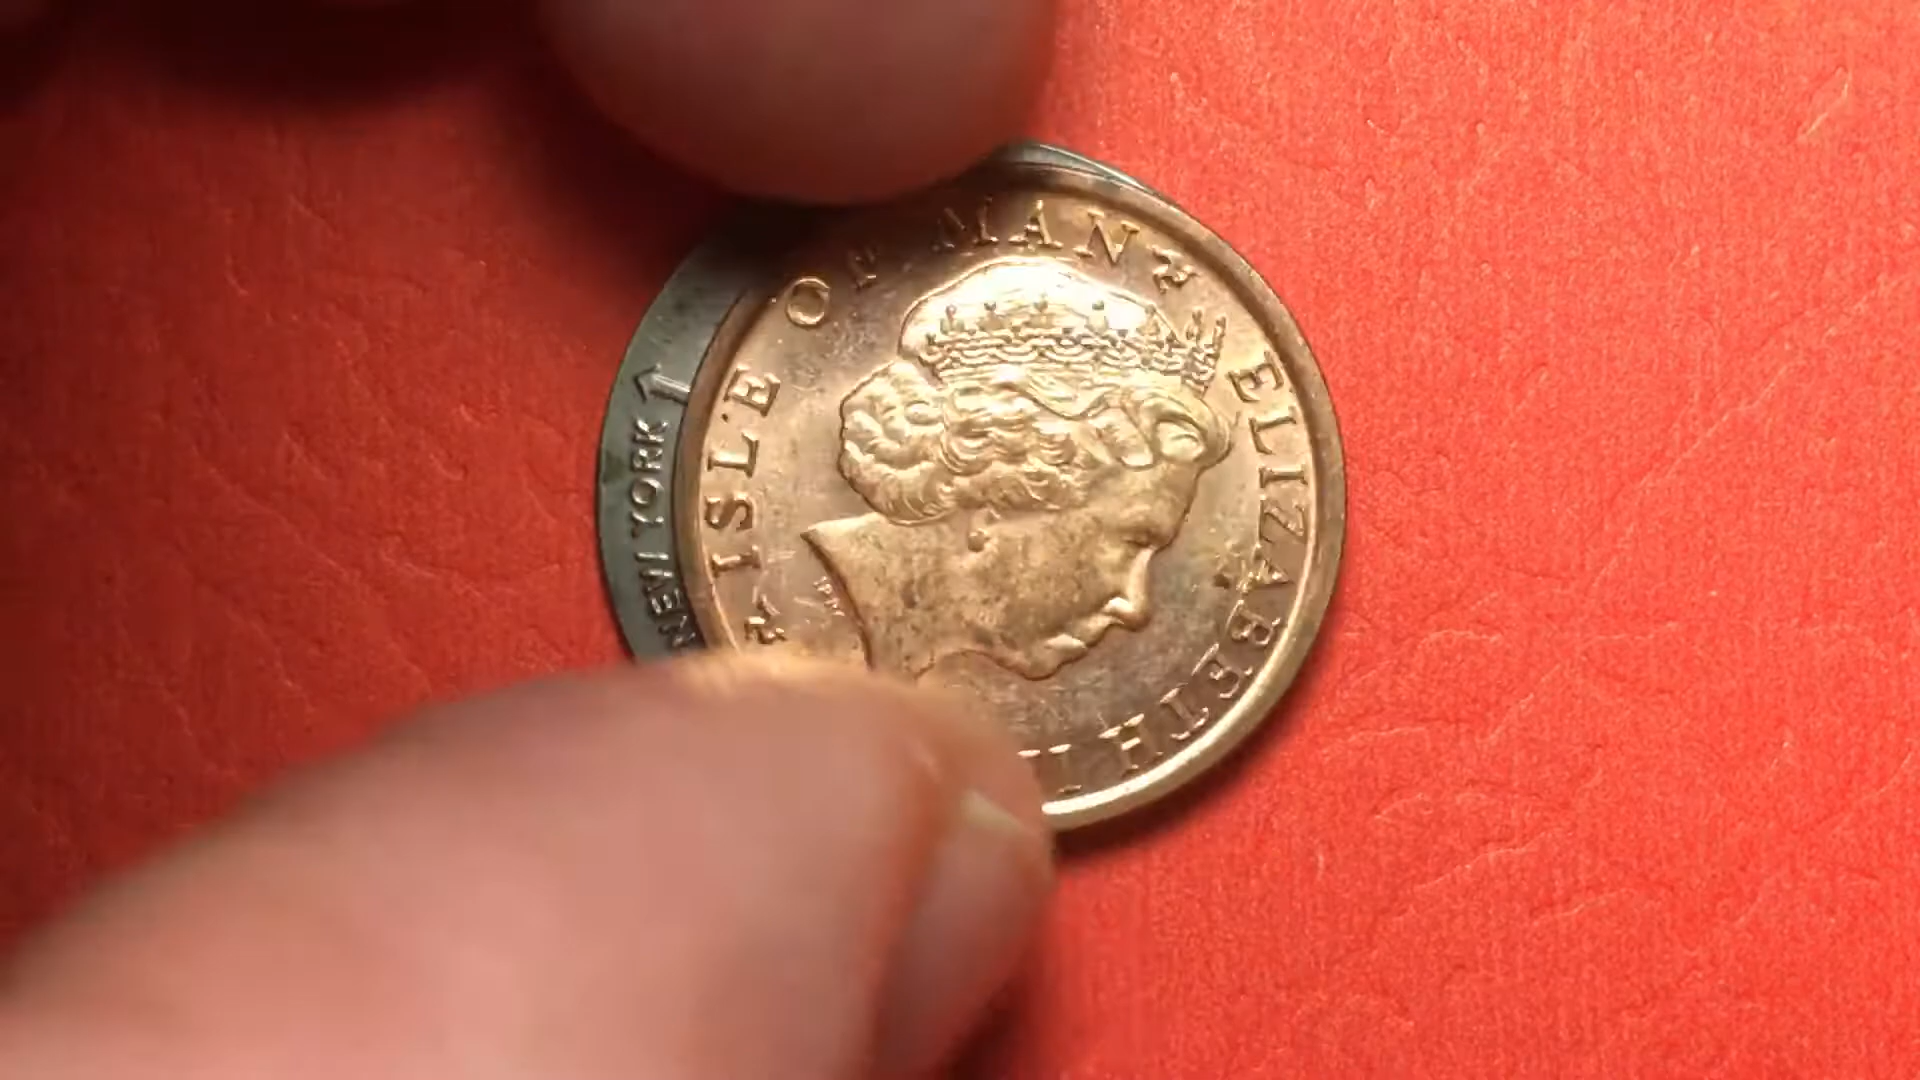 ISLE OF MAN
ELIZABETH II
NEW YORK ↑